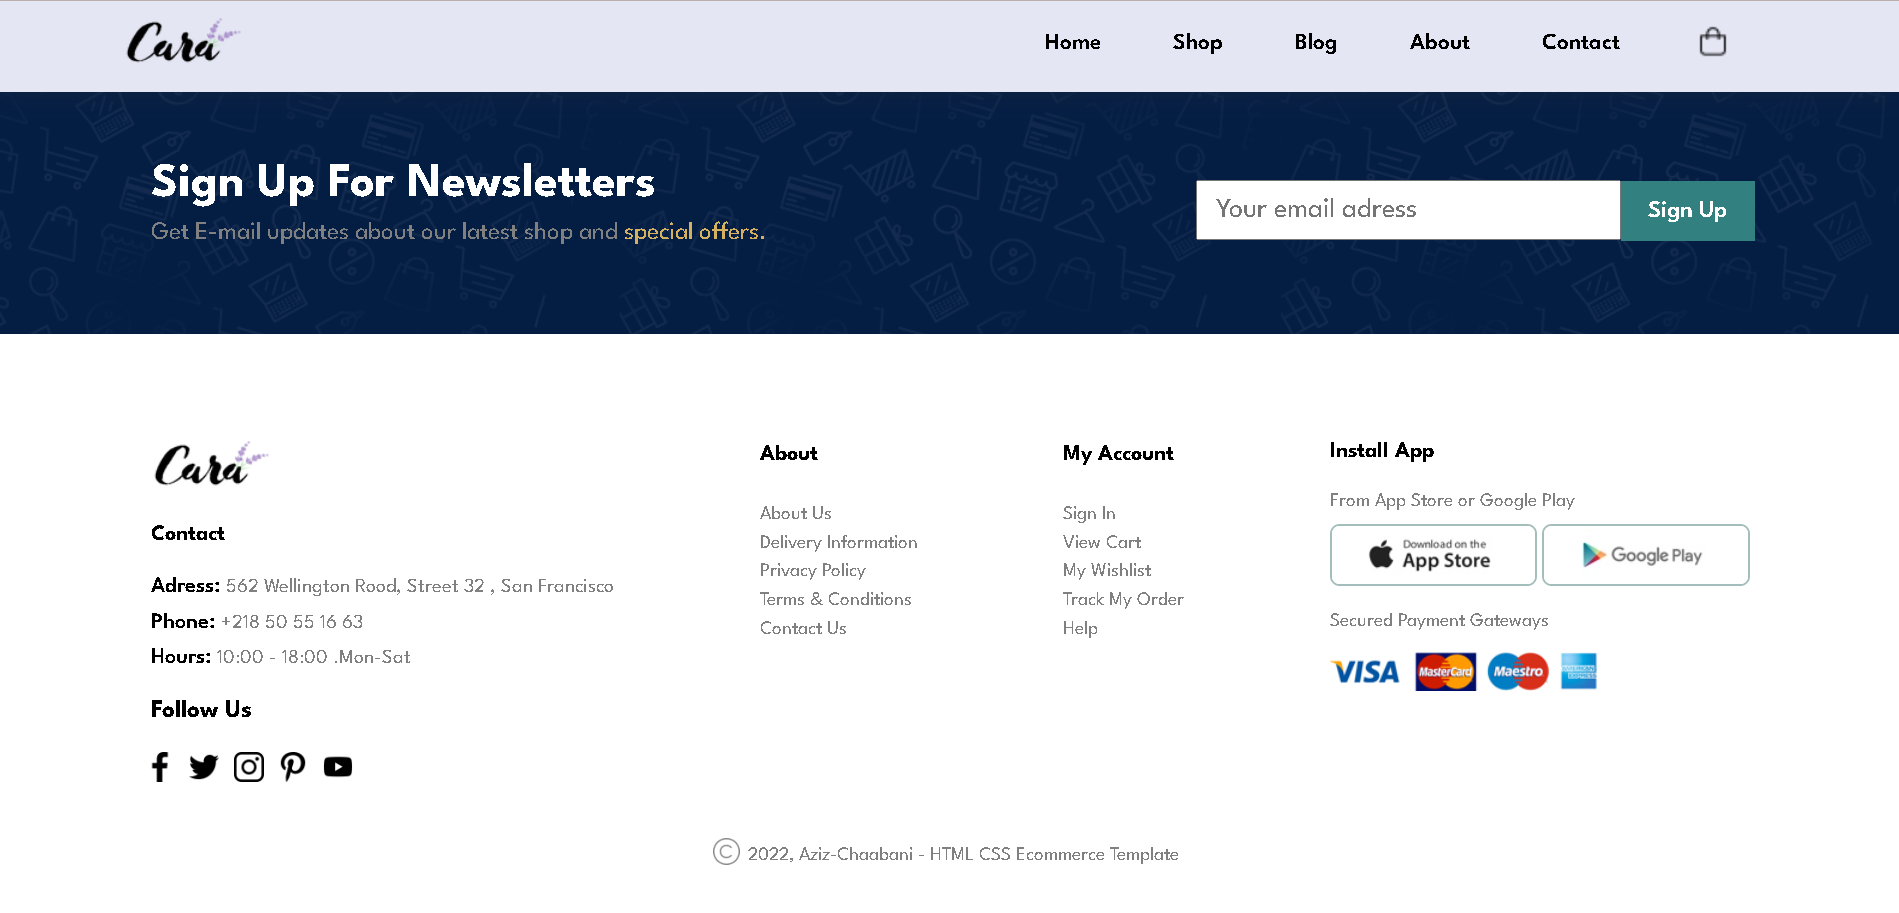 Cara
Home Shop Blog About Contact
Sign Up For Newsletters
Get E-mail updates about our latest shop and special offers.
Your email adress
Sign Up
Cara
Contact
Adress: 562 Wellington Rood, Street 32 , San Francisco
Phone: +218 50 55 16 63
Hours: 10:00 - 18:00 .Mon-Sat
Follow Us
About
About Us
Delivery Information
Privacy Policy
Terms & Conditions
Contact Us
My Account
Sign In
View Cart
My Wishlist
Track My Order
Help
Install App
From App Store or Google Play
Download on the
App Store
Google Play
Secured Payment Gateways
VISA MasterCard Maestro AMERICAN EXPRESS
© 2022, Aziz-Chaabani - HTML CSS Ecommerce Template